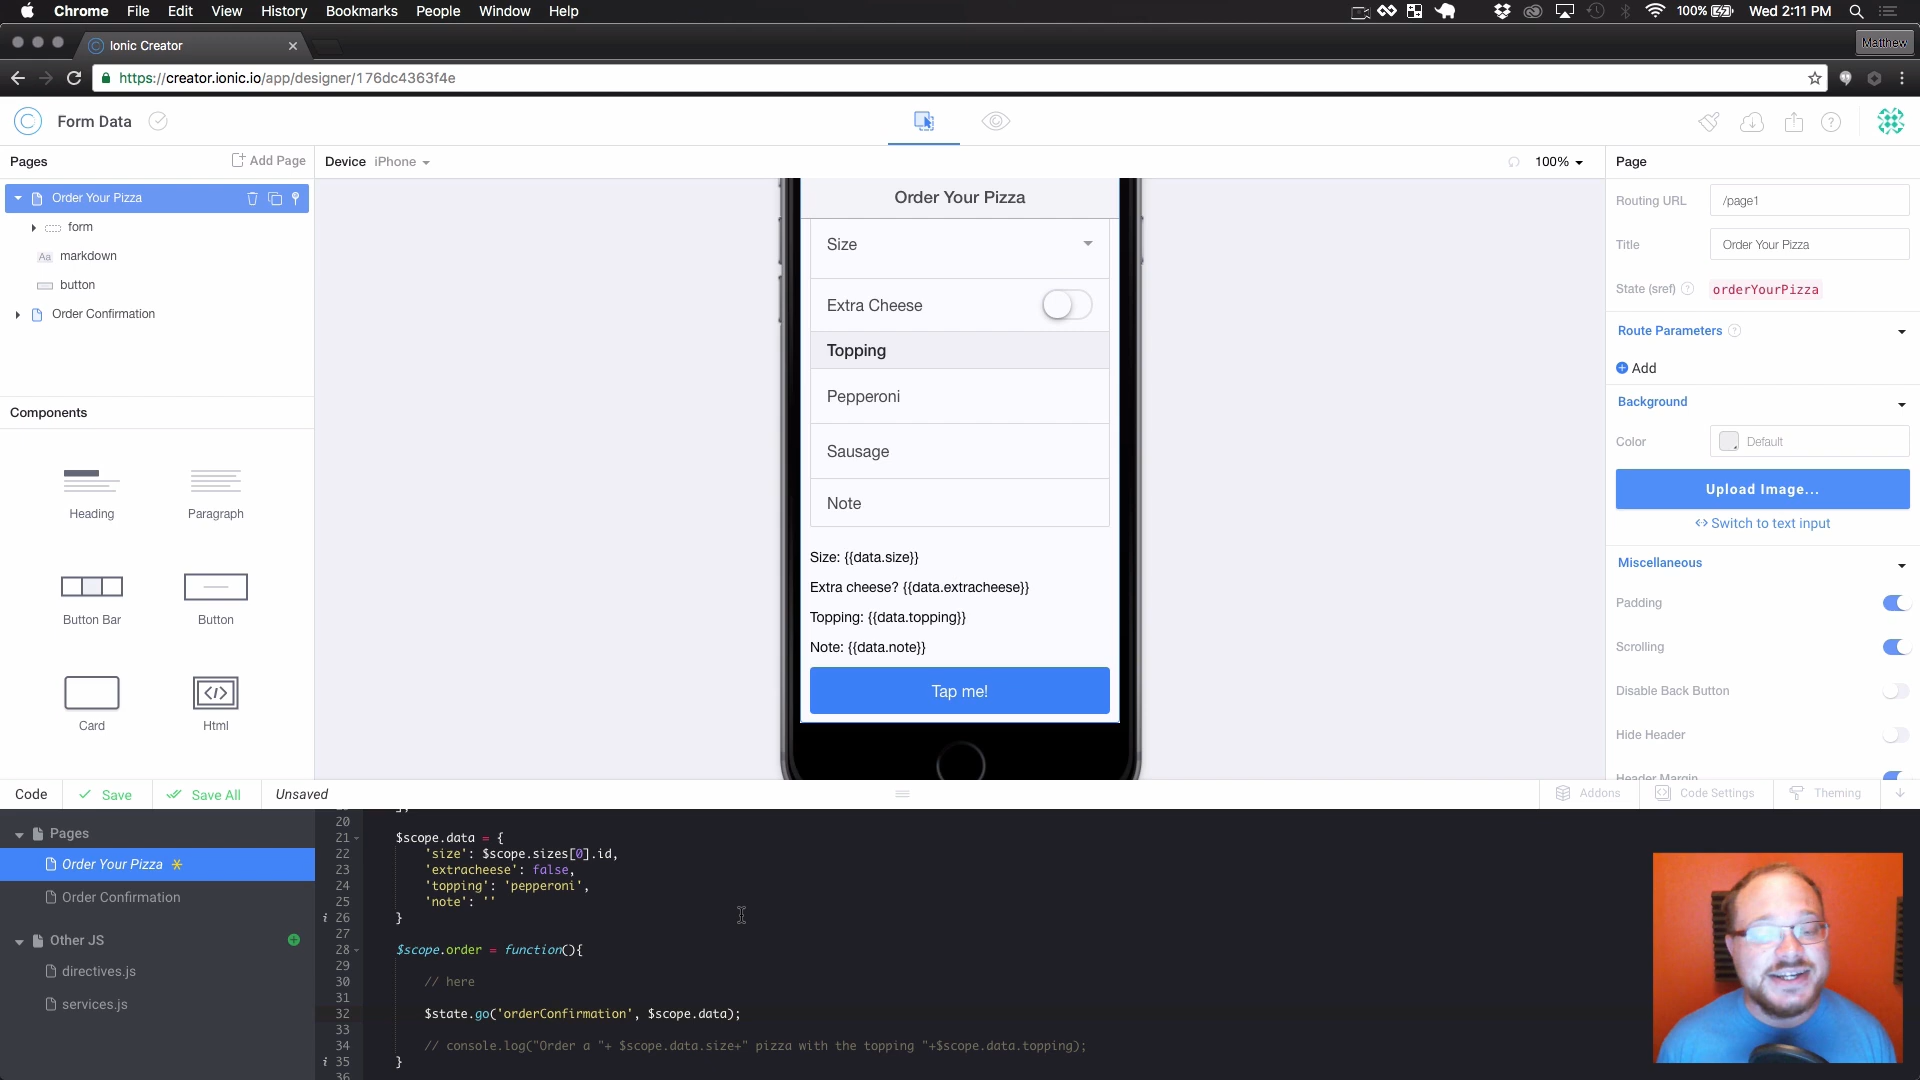 Chrome File Edit View History Bookmarks People Window Help 100% Wed 2:11 PM
Ionic Creator Matthew
https://creator.ionic.io/app/designer/176dc4363f4e
Form Data
Pages Add Page Device iPhone 100% Page
Order Your Pizza
form
markdown
button
Order Confirmation
Components
Heading Paragraph
Button Bar Button
Card Html
Order Your Pizza
Size
Extra Cheese
Topping
Pepperoni
Sausage
Note
Size: {{data.size}}
Extra cheese? {{data.extracheese}}
Topping: {{data.topping}}
Note: {{data.note}}
Tap me!
Routing URL /page1
Title Order Your Pizza
State (sref) ? orderYourPizza
Route Parameters ?
Add
Background
Color Default
Upload Image...
Switch to text input
Miscellaneous
Padding
Scrolling
Disable Back Button
Hide Header
Header Margin
Code Save Save All Unsaved Addons Code Settings Theming
Pages
Order Your Pizza
Order Confirmation
Other JS
directives.js
services.js
20
21 $scope.data = {
22 'size': $scope.sizes[0].id,
23 'extracheese': false,
24 'topping': 'pepperoni',
25 'note': ''
i 26 }
27
28 $scope.order = function(){
29
30 // here
31
32 $state.go('orderConfirmation', $scope.data);
33
34 // console.log("Order a "+ $scope.data.size+" pizza with the topping "+$scope.data.topping);
i 35 }
36